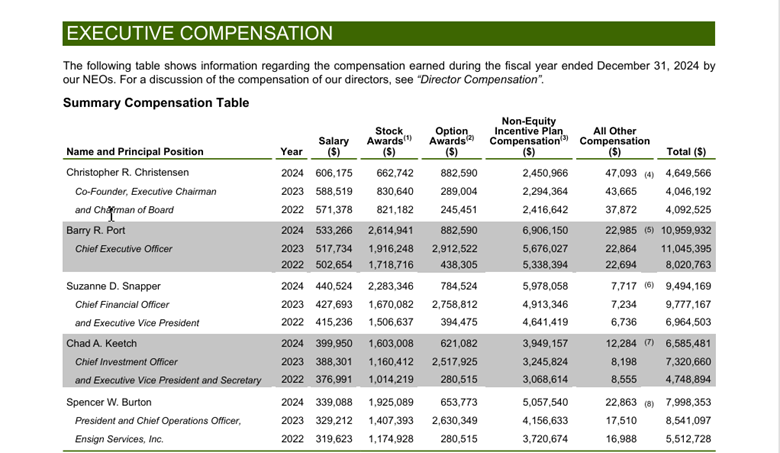 EXECUTIVE COMPENSATION
The following table shows information regarding the compensation earned during the fiscal year ended December 31, 2024 by
our NEOs. For a discussion of the compensation of our directors, see “Director Compensation”.
Summary Compensation Table
Name and Principal Position Year Salary ($) Stock Awards(1) ($) Option Awards(2) ($) Non-Equity Incentive Plan Compensation(3) ($) All Other Compensation ($) Total ($)
Christopher R. Christensen 2024 606,175 662,742 882,590 2,450,966 47,093 (4) 4,649,566
Co-Founder, Executive Chairman 2023 588,519 830,640 289,004 2,294,364 43,665 4,046,192
and Chairman of Board 2022 571,378 821,182 245,451 2,416,642 37,872 4,092,525
Barry R. Port 2024 533,266 2,614,941 882,590 6,906,150 22,985 (5) 10,959,932
Chief Executive Officer 2023 517,734 1,916,248 2,912,522 5,676,027 22,864 11,045,395
2022 502,654 1,718,716 438,305 5,338,394 22,694 8,020,763
Suzanne D. Snapper 2024 440,524 2,283,346 784,524 5,978,058 7,717 (6) 9,494,169
Chief Financial Officer 2023 427,693 1,670,082 2,758,812 4,913,346 7,234 9,777,167
and Executive Vice President 2022 415,236 1,506,637 394,475 4,641,419 6,736 6,964,503
Chad A. Keetch 2024 399,950 1,603,008 621,082 3,949,157 12,284 (7) 6,585,481
Chief Investment Officer 2023 388,301 1,160,412 2,517,925 3,245,824 8,198 7,320,660
and Executive Vice President and Secretary 2022 376,991 1,014,219 280,515 3,068,614 8,555 4,748,894
Spencer W. Burton 2024 339,088 1,925,089 653,773 5,057,540 22,863 (8) 7,998,353
President and Chief Operations Officer, 2023 329,212 1,407,393 2,630,349 4,156,633 17,510 8,541,097
Ensign Services, Inc. 2022 319,623 1,174,928 280,515 3,720,674 16,988 5,512,728